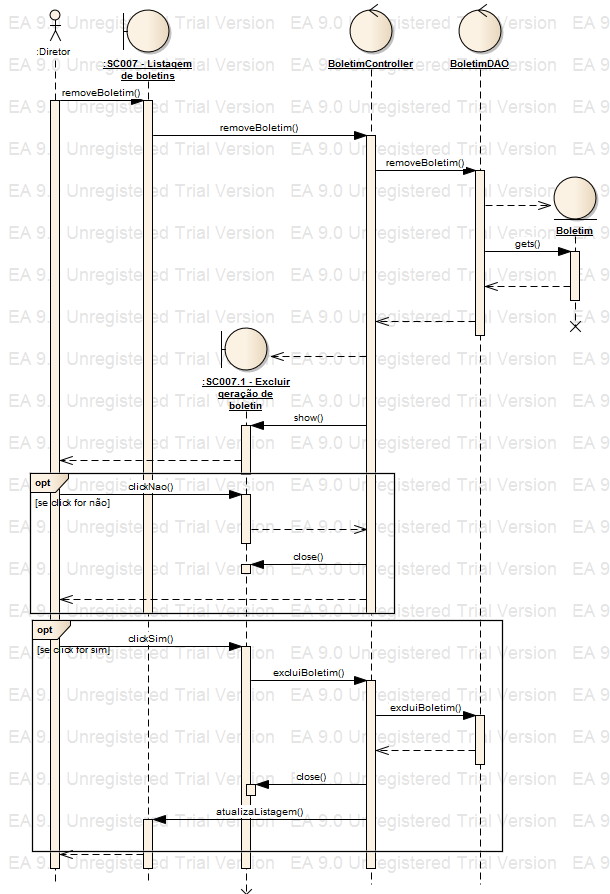 :Diretor
:SC007 - Listagem
de boletins
BoletimController
BoletimDAO
removeBoletim()
removeBoletim()
removeBoletim()
Boletim
gets()
:SC007.1 - Excluir
geração de
boletin
show()
opt
[se click for não]
clickNao()
close()
opt
[se click for sim]
clickSim()
excluiBoletim()
excluiBoletim()
close()
atualizaListagem()
EA 9.0 Unregistered Trial Version